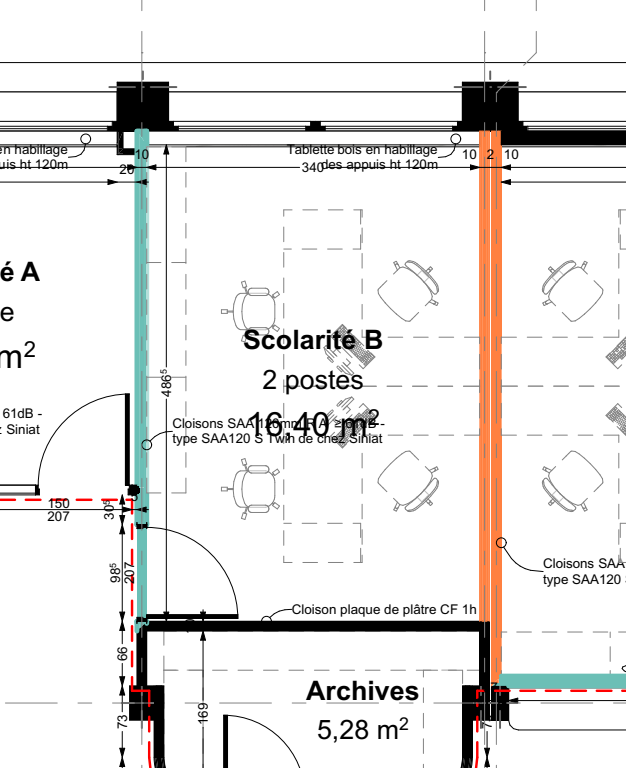 en habillage
uis ht 120m
10
20
Tablette bois en habillage
des appuis ht 120m
340
10 2 10
é A
e
m²
61dB -
z Siniat
Scolarité B
2 postes
16,40 m²
486⁵
Cloisons SAA 120mm
type SAA120 S Twin de chez Siniat
150
207
30⁵
98⁵
207
Cloisons SAA
type SAA120
Cloison plaque de plâtre CF 1h
66
73
169
Archives
5,28 m²
7